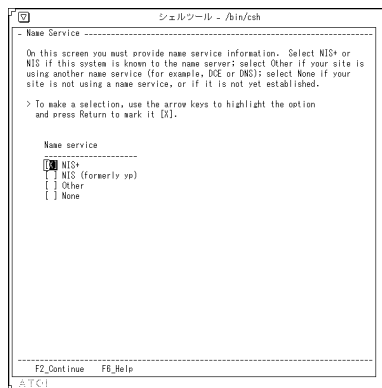 シェルツール - /bin/csh
- Name Service
On this screen you must provide name service information. Select NIS+ or
NIS if this system is known to the name server; select Other if your site is
using another name service (for example, DCE or DNS); select None if your
site is not using a name service, or if it is not yet established.
> To make a selection, use the arrow keys to highlight the option
and press Return to mark it [X].
Name service
[X] NIS+
[ ] NIS (formerly yp)
[ ] Other
[ ] None
F2_Continue F6_Help